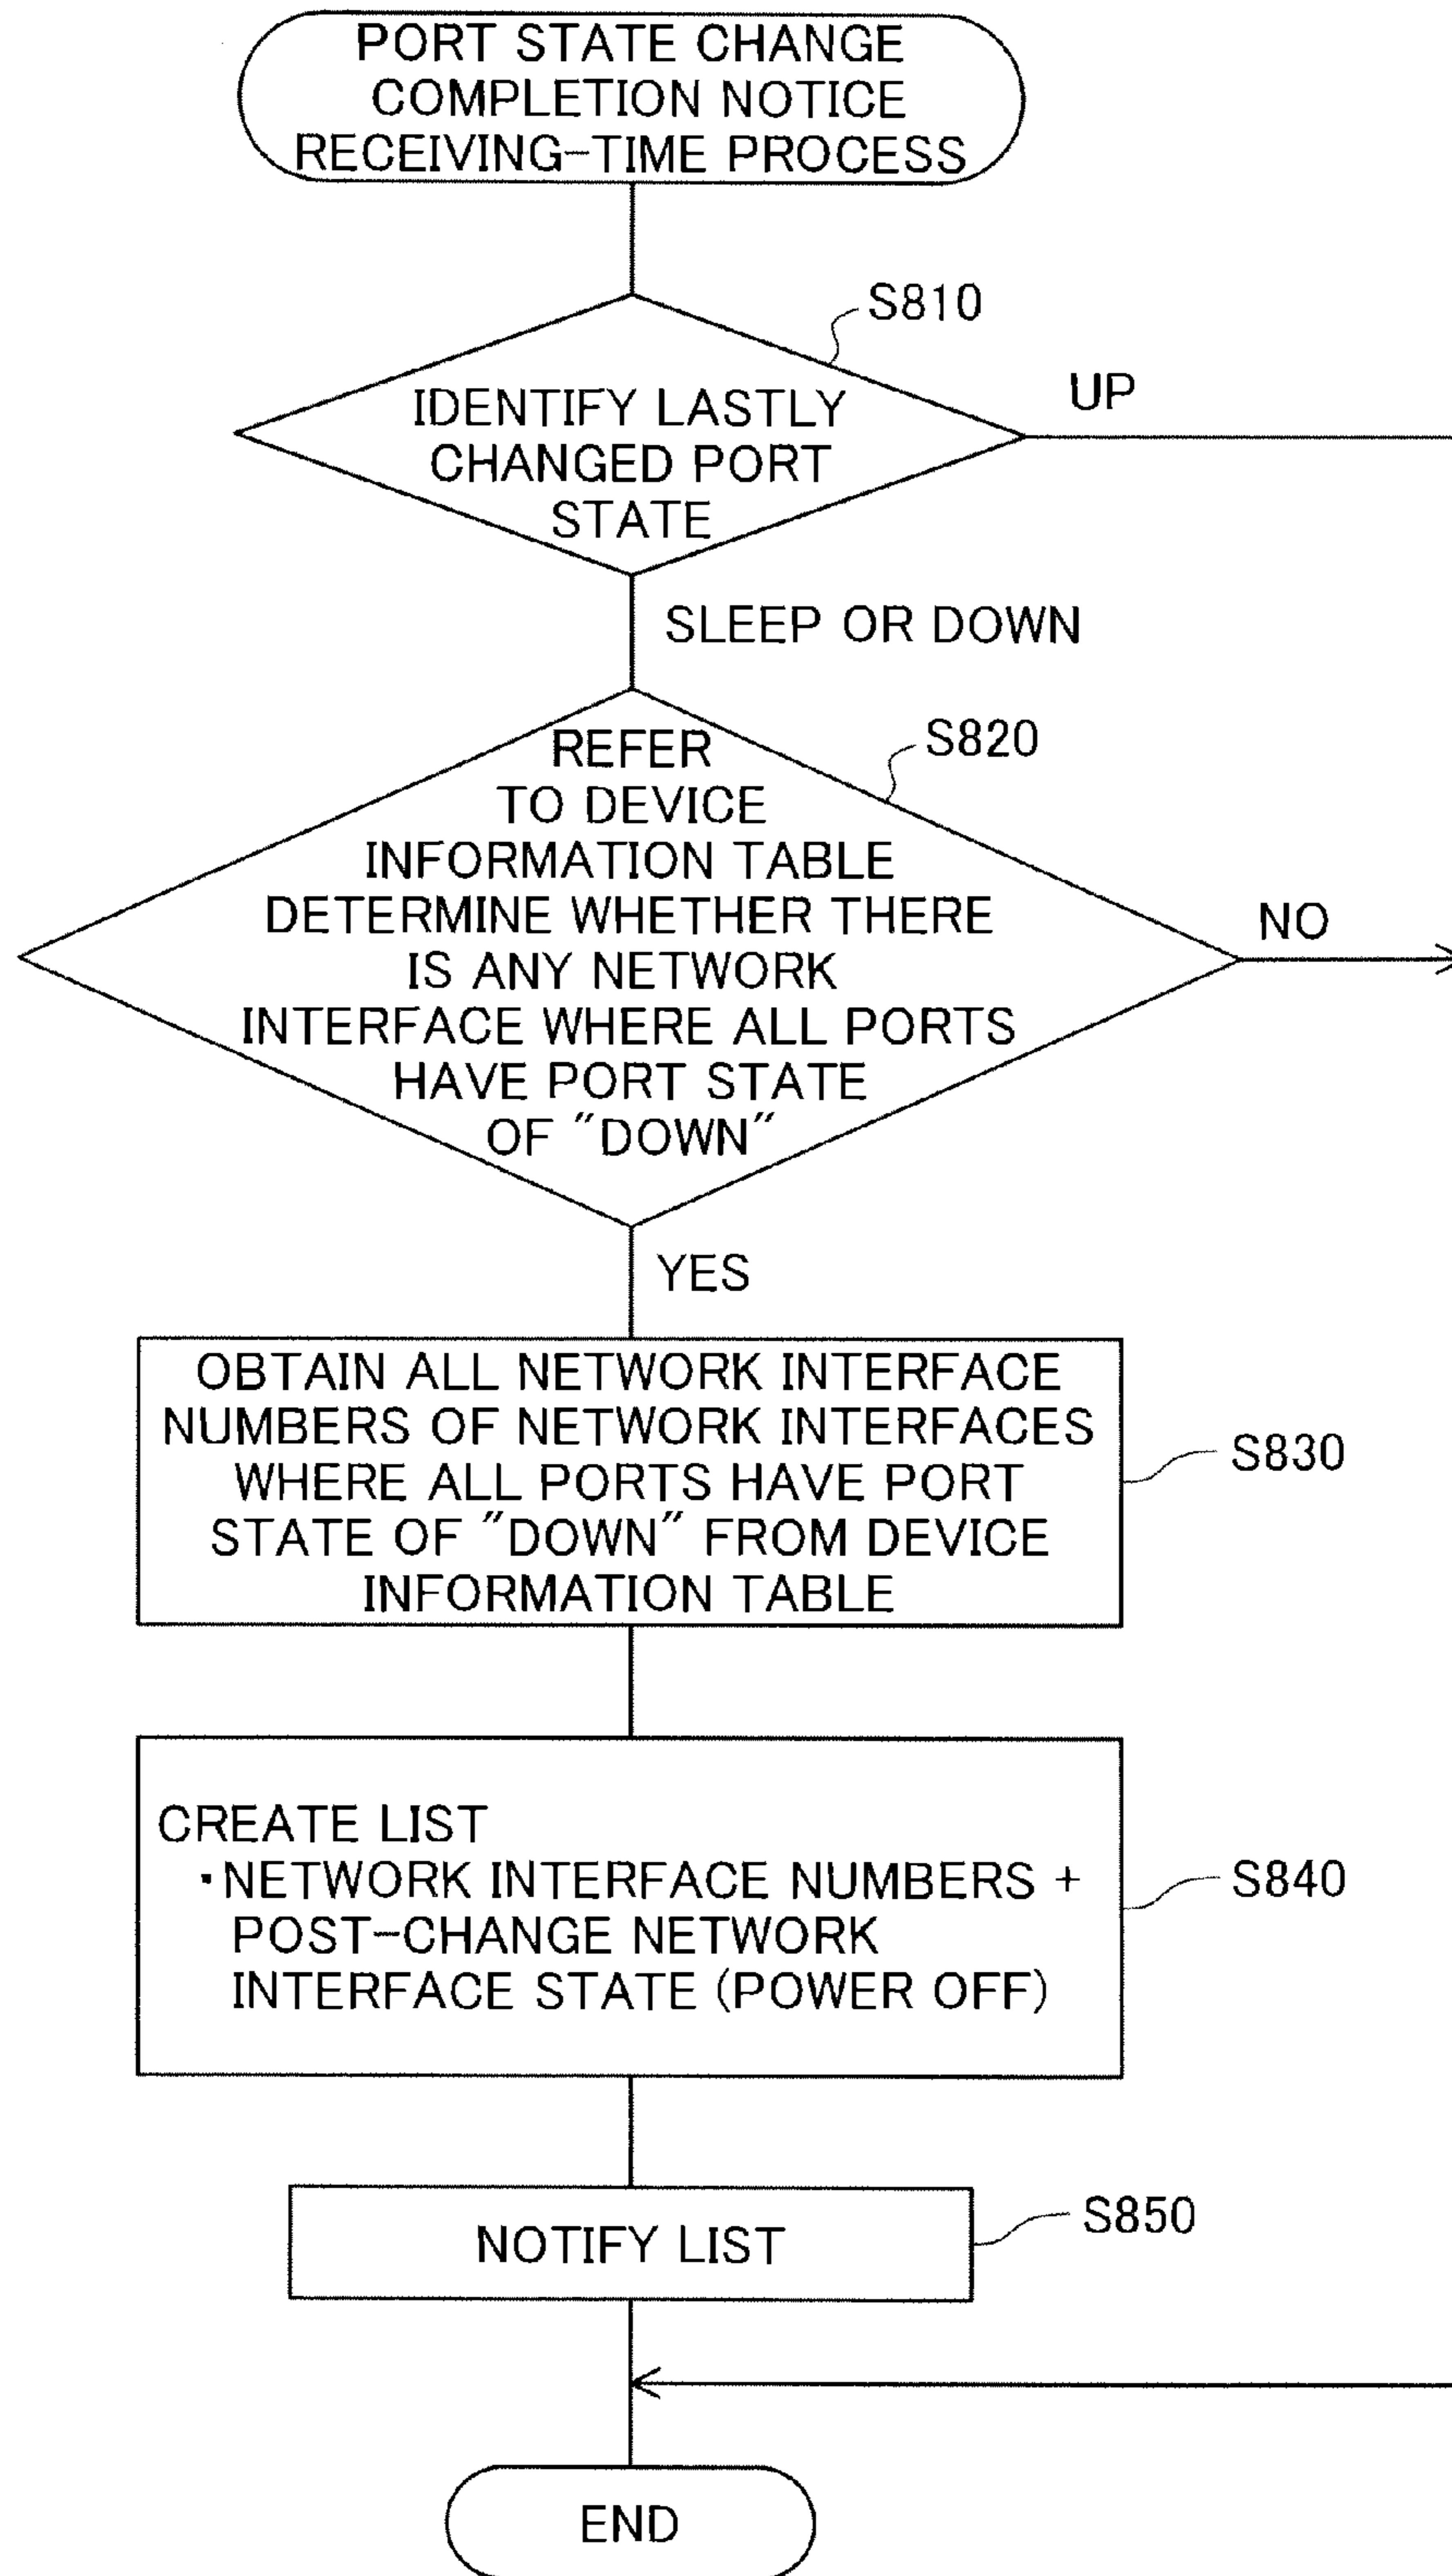 PORT STATE CHANGE
COMPLETION NOTICE
RECEIVING-TIME PROCESS
S810
IDENTIFY LASTLY
CHANGED PORT
STATE
UP
SLEEP OR DOWN
S820
REFER
TO DEVICE
INFORMATION TABLE
DETERMINE WHETHER THERE
IS ANY NETWORK
INTERFACE WHERE ALL PORTS
HAVE PORT STATE
OF "DOWN"
NO
YES
OBTAIN ALL NETWORK INTERFACE
NUMBERS OF NETWORK INTERFACES
WHERE ALL PORTS HAVE PORT
STATE OF "DOWN" FROM DEVICE
INFORMATION TABLE
S830
CREATE LIST
・NETWORK INTERFACE NUMBERS +
POST-CHANGE NETWORK
INTERFACE STATE (POWER OFF)
S840
NOTIFY LIST
S850
END